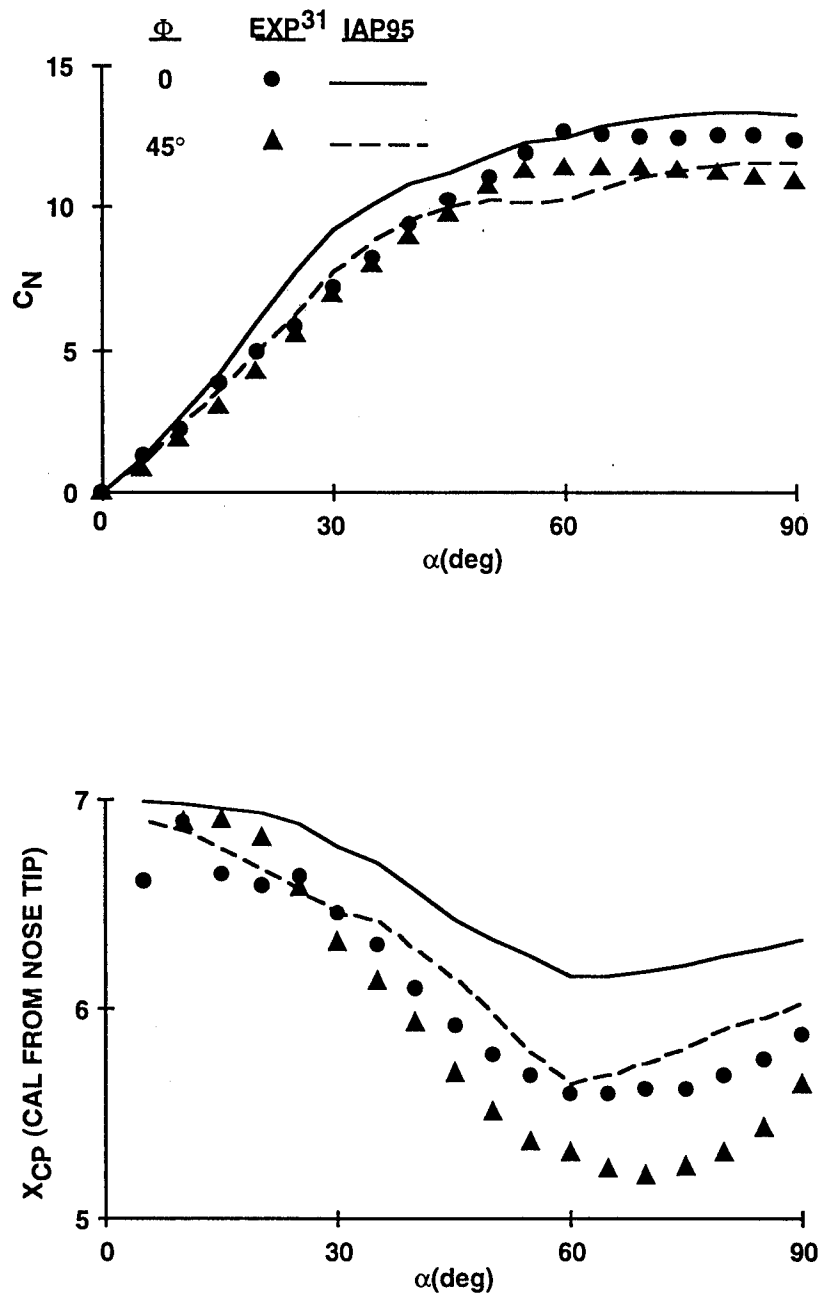 Φ EXP31 IAP95
0
45°
15
10
5
0
CN
0 30 60 90
α(deg)
7
6
5
XCP (CAL FROM NOSE TIP)
0 30 60 90
α(deg)